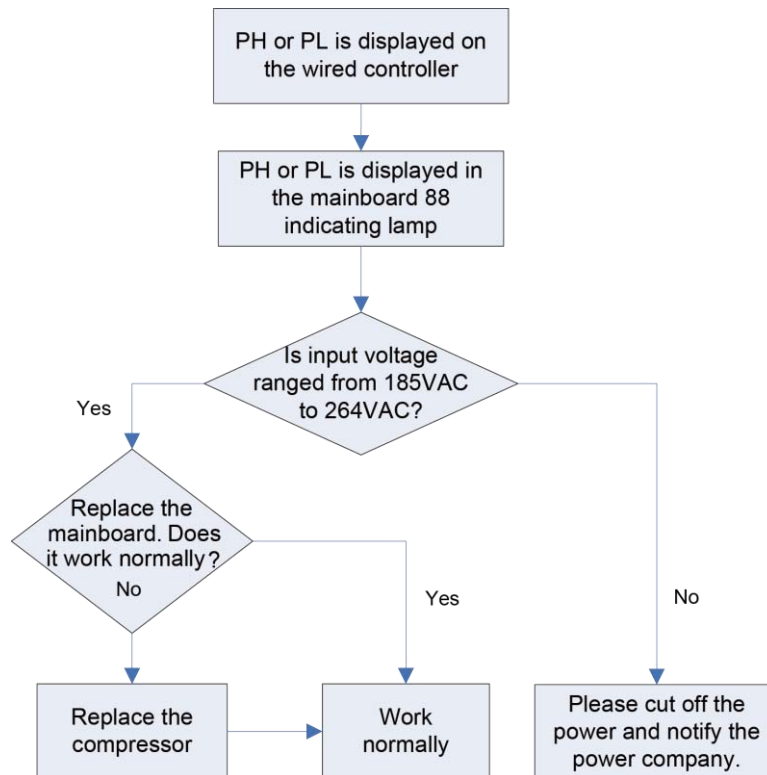 PH or PL is displayed on
the wired controller
PH or PL is displayed in
the mainboard 88
indicating lamp
Is input voltage
ranged from 185VAC
to 264VAC?
Yes
Replace the
mainboard. Does
it work normally?
No
Yes
No
Replace the
compressor
Work
normally
Please cut off the
power and notify the
power company.